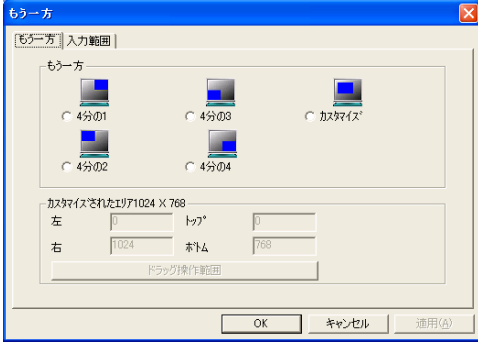 もう一方
もう一方 入力範囲
もう一方
4分の1 4分の3 カスタマイズ
4分の2 4分の4
カスタマイズされたエリア1024 X 768
左 0 トップ 0
右 1024 ボトム 768
ドラッグ操作範囲
OK キャンセル 適用(A)